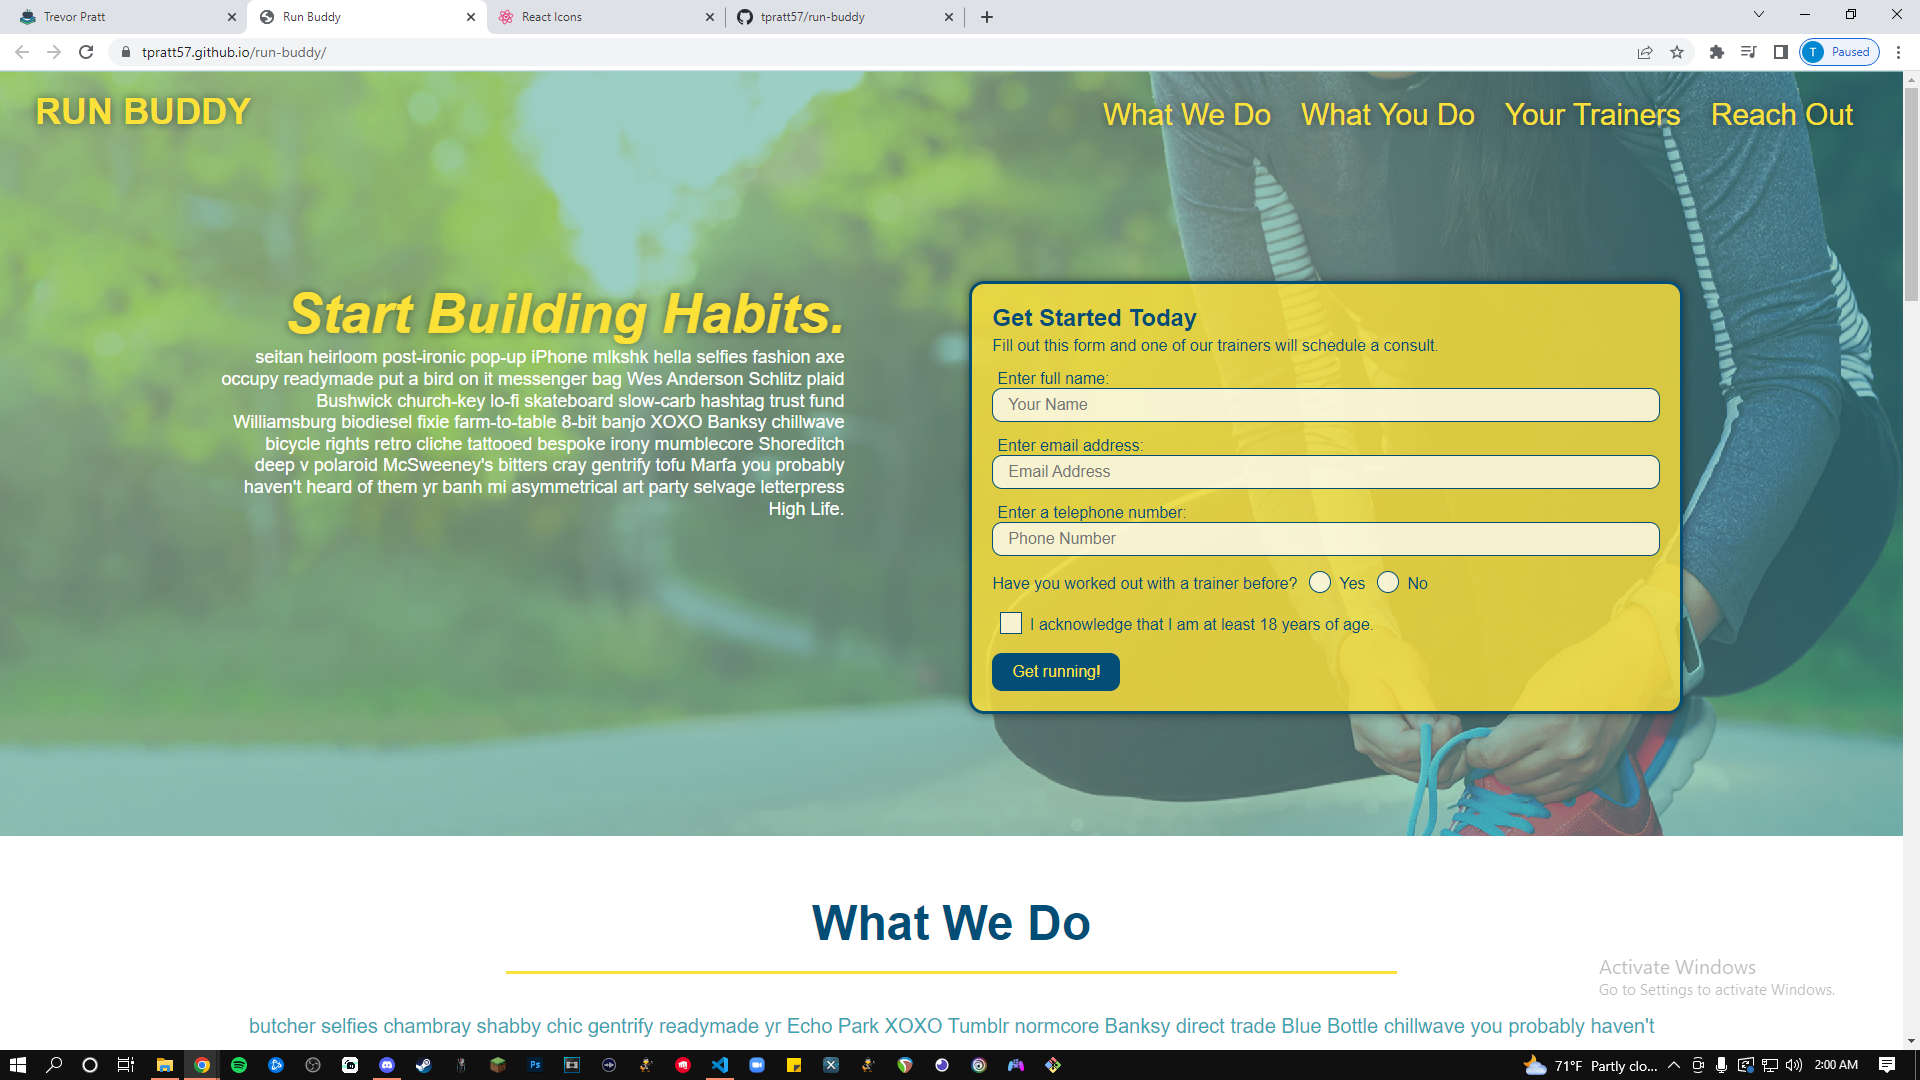 Trevor Pratt
Run Buddy
React Icons
tpratt57/run-buddy
tpratt57.github.io/run-buddy/
T Paused
RUN BUDDY
What We Do What You Do Your Trainers Reach Out
Start Building Habits.
seitan heirloom post-ironic pop-up iPhone mlkshk hella selfies fashion axe
occupy readymade put a bird on it messenger bag Wes Anderson Schlitz plaid
Bushwick church-key lo-fi skateboard slow-carb hashtag trust fund
Williamsburg biodiesel fixie farm-to-table 8-bit banjo XOXO Banksy chillwave
bicycle rights retro cliche tattooed bespoke irony mumblecore Shoreditch
deep v polaroid McSweeney's bitters cray gentrify tofu Marfa you probably
haven't heard of them yr banh mi asymmetrical art party selvage letterpress
High Life.
Get Started Today
Fill out this form and one of our trainers will schedule a consult.
Enter full name:
Your Name
Enter email address:
Email Address
Enter a telephone number:
Phone Number
Have you worked out with a trainer before? Yes No
I acknowledge that I am at least 18 years of age.
Get running!
What We Do
butcher selfies chambray shabby chic gentrify readymade yr Echo Park XOXO Tumblr normcore Banksy direct trade Blue Bottle chillwave you probably haven't
Activate Windows
Go to Settings to activate Windows.
Ps
71°F Partly clo... 2:00 AM